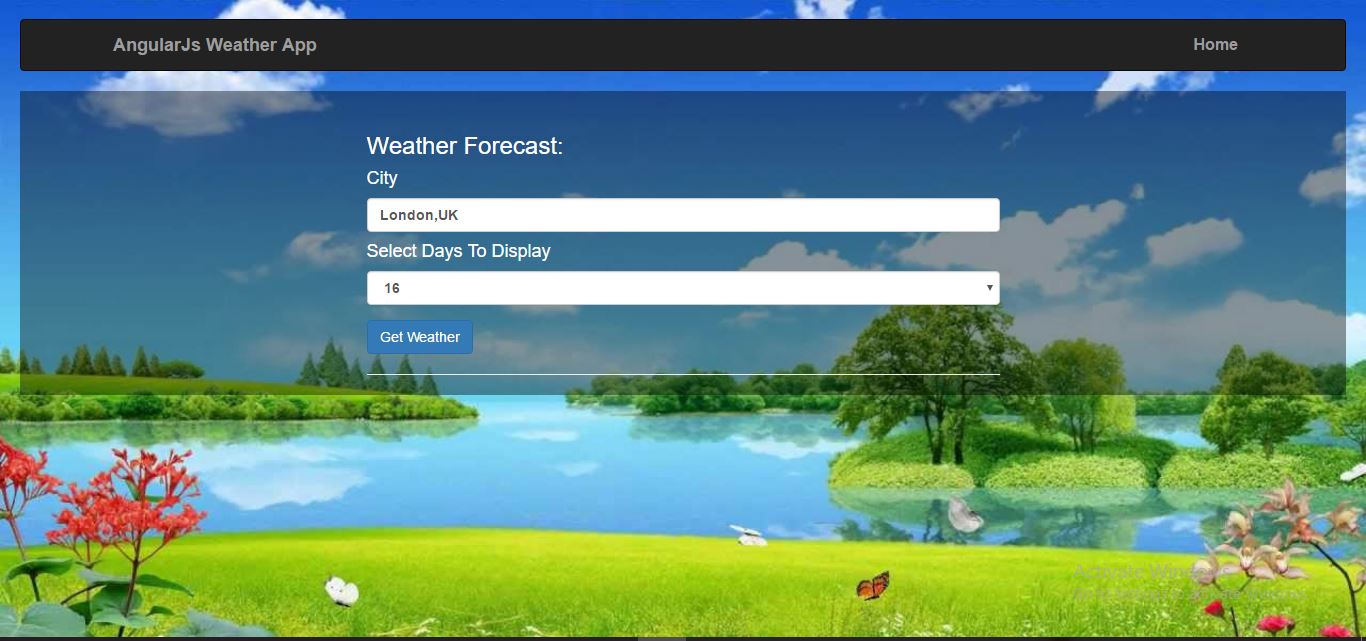 AngularJs Weather App
Home
Weather Forecast:
City
London,UK
Select Days To Display
16
Get Weather
Activate Windows
Go to Settings to activate Windows.